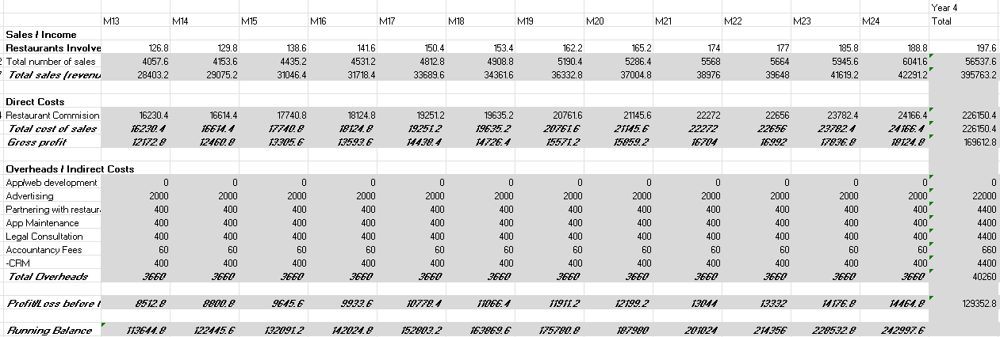 Year 4
M13 M14 M15 M16 M17 M18 M19 M20 M21 M22 M23 M24 Total
Sales / Income
Restaurants Involve 126.8 129.8 138.6 141.6 150.4 153.4 162.2 165.2 174 177 185.8 188.8 197.6
Total number of sales 4057.6 4153.6 4435.2 4531.2 4812.8 4908.8 5190.4 5286.4 5568 5664 5945.6 6041.6 56537.6
Total sales (revenu 28403.2 29075.2 31046.4 31718.4 33689.6 34361.6 36332.8 37004.8 38976 39648 41619.2 42291.2 395763.2
Direct Costs
Restaurant Commision 16230.4 16614.4 17740.8 18124.8 19251.2 19635.2 20761.6 21145.6 22272 22656 23782.4 24166.4 226150.4
Total cost of sales 16230.4 16614.4 17740.8 18124.8 19251.2 19635.2 20761.6 21145.6 22272 22656 23782.4 24166.4 226150.4
Gross profit 12172.8 12460.8 13305.6 13593.6 14438.4 14726.4 15571.2 15859.2 16704 16992 17836.8 18124.8 169612.8
Overheads / Indirect Costs
App/web development 0 0 0 0 0 0 0 0 0 0 0 0 0
Advertising 2000 2000 2000 2000 2000 2000 2000 2000 2000 2000 2000 2000 22000
Partnering with restaur 400 400 400 400 400 400 400 400 400 400 400 400 4400
App Maintenance 400 400 400 400 400 400 400 400 400 400 400 400 4400
Legal Consultation 400 400 400 400 400 400 400 400 400 400 400 400 4400
Accountancy Fees 60 60 60 60 60 60 60 60 60 60 60 60 660
-CRM 400 400 400 400 400 400 400 400 400 400 400 400 4400
Total Overheads 3660 3660 3660 3660 3660 3660 3660 3660 3660 3660 3660 3660 40260
Profit/Loss before t 8512.8 8800.8 9645.6 9933.6 10778.4 11066.4 11911.2 12199.2 13044 13332 14176.8 14464.8 129352.8
Running Balance 113644.8 122445.6 132091.2 142024.8 152803.2 163869.6 175780.8 187980 201024 214356 228532.8 242997.6